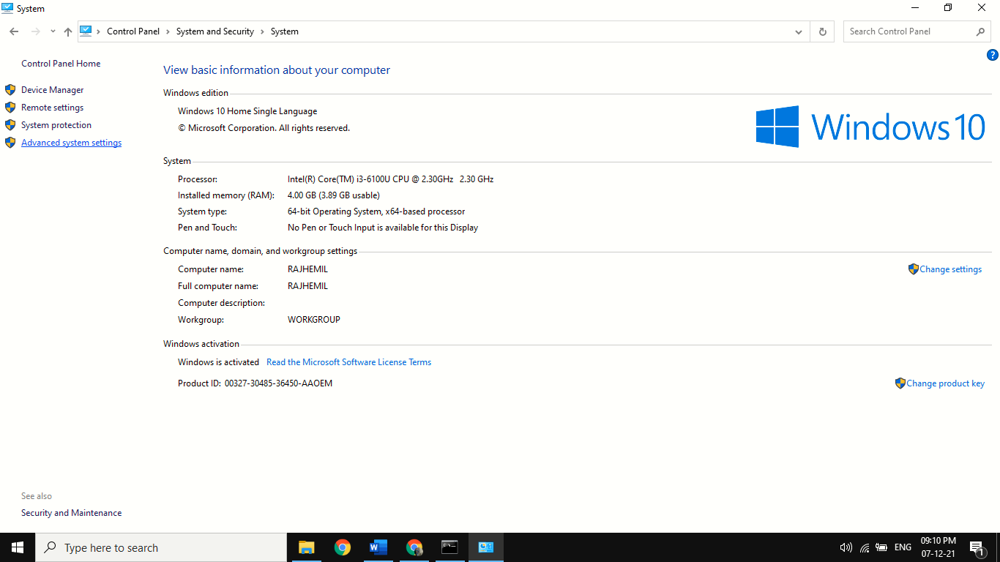 System
Control Panel › System and Security › System
Search Control Panel
?
Control Panel Home
Device Manager
Remote settings
System protection
Advanced system settings
View basic information about your computer
Windows edition
Windows 10 Home Single Language
© Microsoft Corporation. All rights reserved.
Windows 10
System
Processor: Intel(R) Core(TM) i3-6100U CPU @ 2.30GHz 2.30 GHz
Installed memory (RAM): 4.00 GB (3.89 GB usable)
System type: 64-bit Operating System, x64-based processor
Pen and Touch: No Pen or Touch Input is available for this Display
Computer name, domain, and workgroup settings
Computer name: RAJHEMIL
Change settings
Full computer name: RAJHEMIL
Computer description:
Workgroup: WORKGROUP
Windows activation
Windows is activated Read the Microsoft Software License Terms
Product ID: 00327-30485-36450-AAOEM
Change product key
See also
Security and Maintenance
Type here to search
W
C:\
ENG
09:10 PM
07-12-21
1